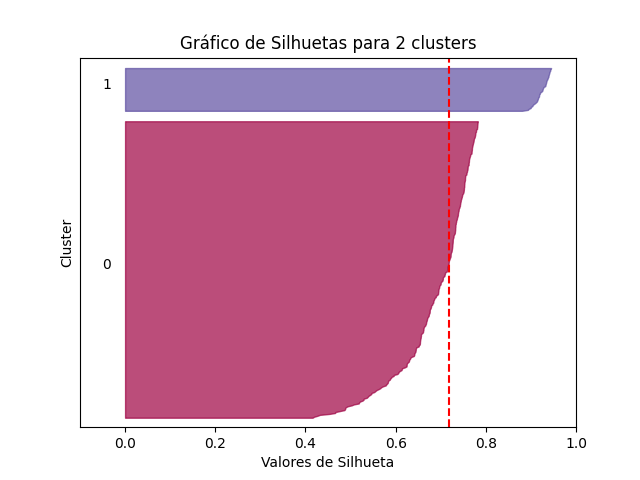 Gráfico de Silhuetas para 2 clusters
1
0
Cluster
0.0 0.2 0.4 0.6 0.8 1.0
Valores de Silhueta